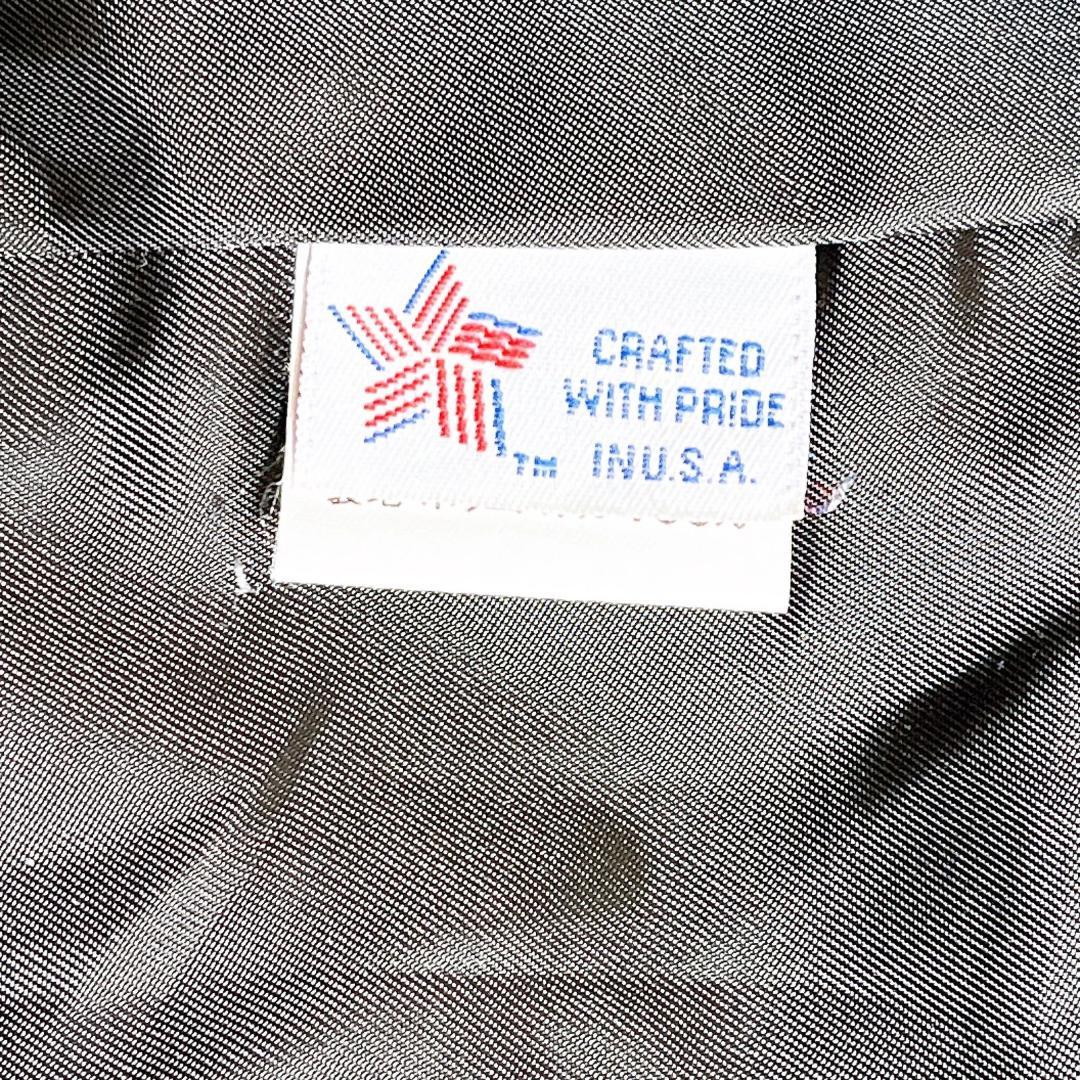 CRAFTED
WITH PRIDE
IN U.S.A.
TM